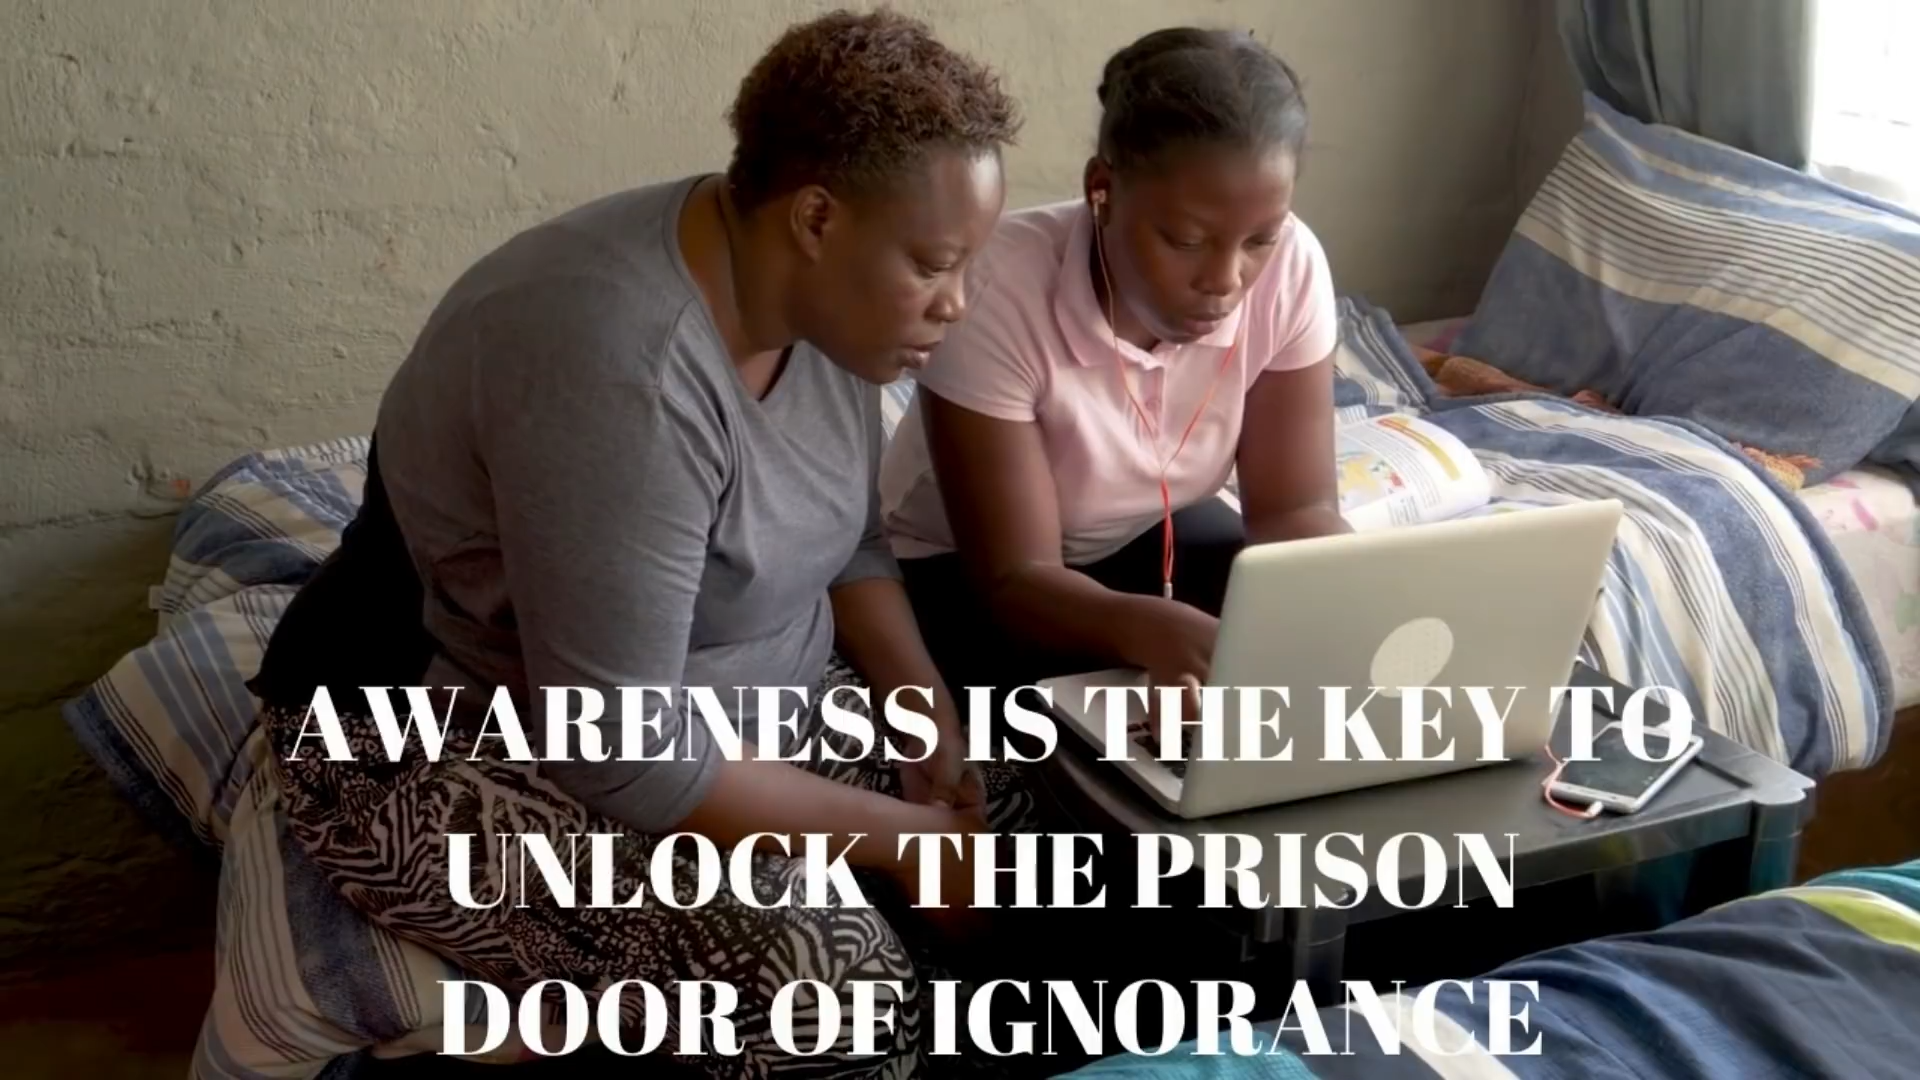 AWARENESS IS THE KEY TO
UNLOCK THE PRISON
DOOR OF IGNORANCE